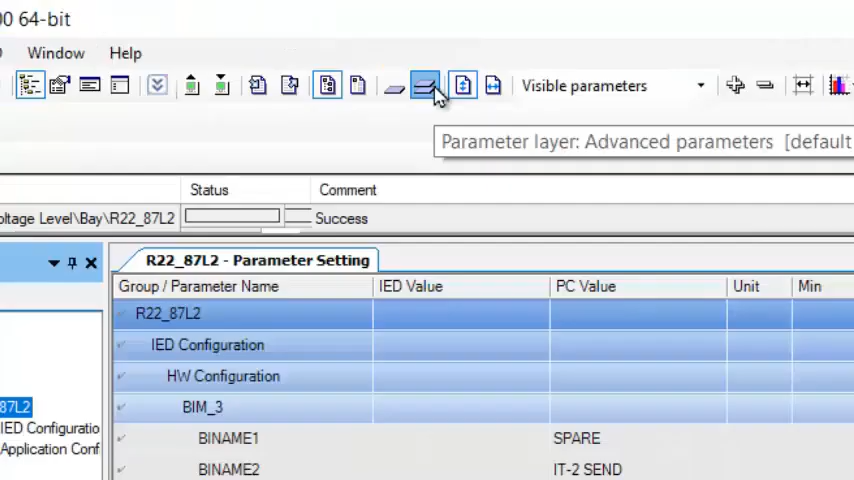 00 64-bit
Window Help
Visible parameters
Parameter layer: Advanced parameters [default
Status Comment
oltage Level\Bay\R22_87L2 Success
R22_87L2 - Parameter Setting
Group / Parameter Name IED Value PC Value Unit Min
R22_87L2
IED Configuration
HW Configuration
87L2 BIM_3
IED Configuratio BINAME1 SPARE
Application Conf
BINAME2 IT-2 SEND